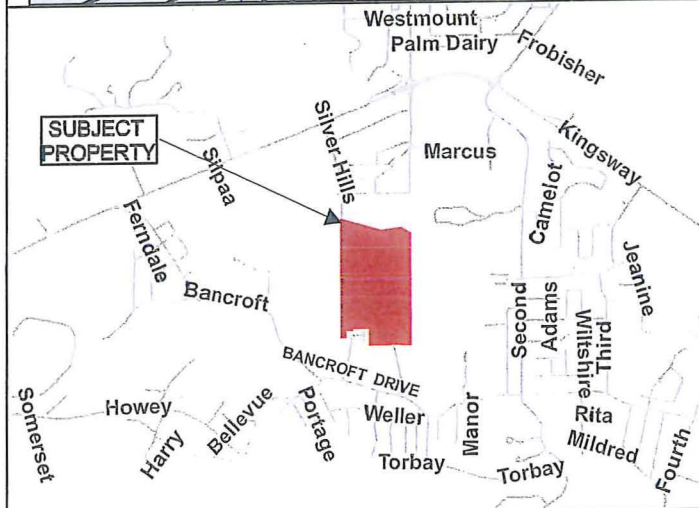 Westmount
Palm Dairy
Frobisher
SUBJECT
PROPERTY
Silpaa
Silver Hills
Marcus
Kingsway
Camelot
Ferndale
Bancroft
Jeanine
Second
Adams
Wiltshire
Third
BANCROFT DRIVE
Somerset
Howey
Harry
Bellevue
Portage
Weller
Manor
Rita
Mildred
Torbay
Torbay
Fourth